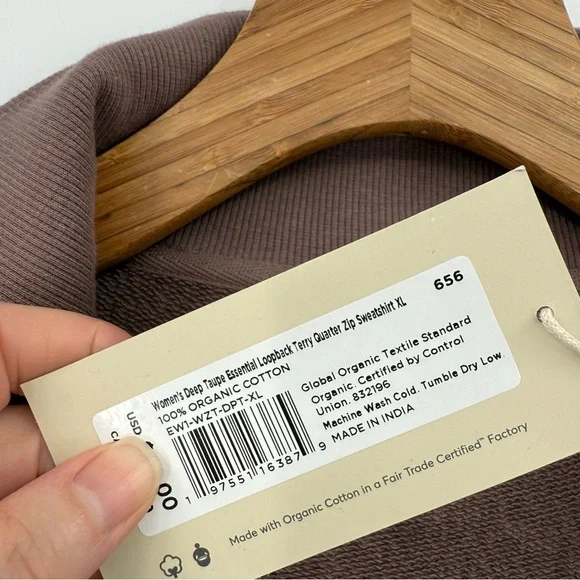 656
Women's Deep Taupe Essential Loopback Terry Quarter Zip Sweatshirt XL
100% ORGANIC COTTON
EW1-WZT-DPT-XL
1 97551 16387 9
USD
CA
00
Global Organic Textile Standard
Organic. Certified by Control
Union. 832196
Machine Wash Cold. Tumble Dry Low.
MADE IN INDIA
Made with Organic Cotton in a Fair Trade Certified™ Factory